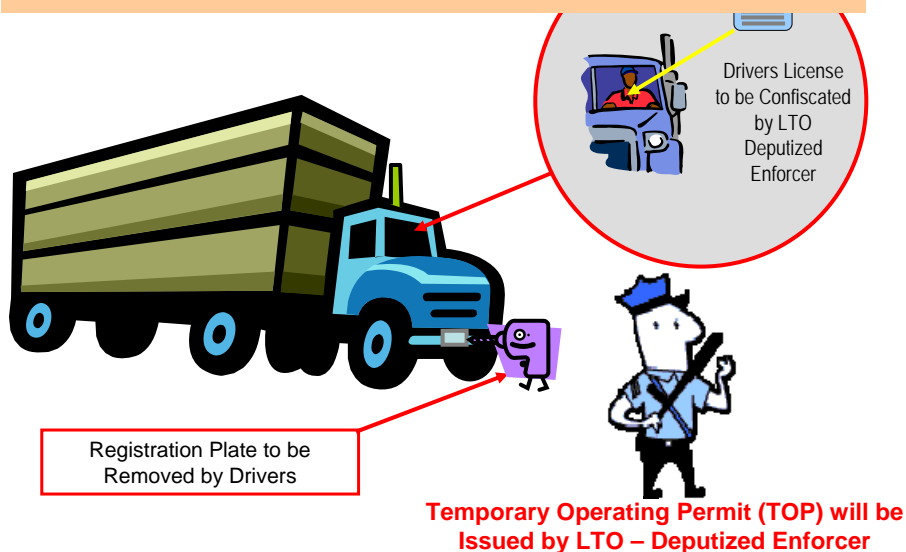 Drivers License
to be Confiscated
by LTO
Deputized
Enforcer
Registration Plate to be
Removed by Drivers
Temporary Operating Permit (TOP) will be
Issued by LTO – Deputized Enforcer